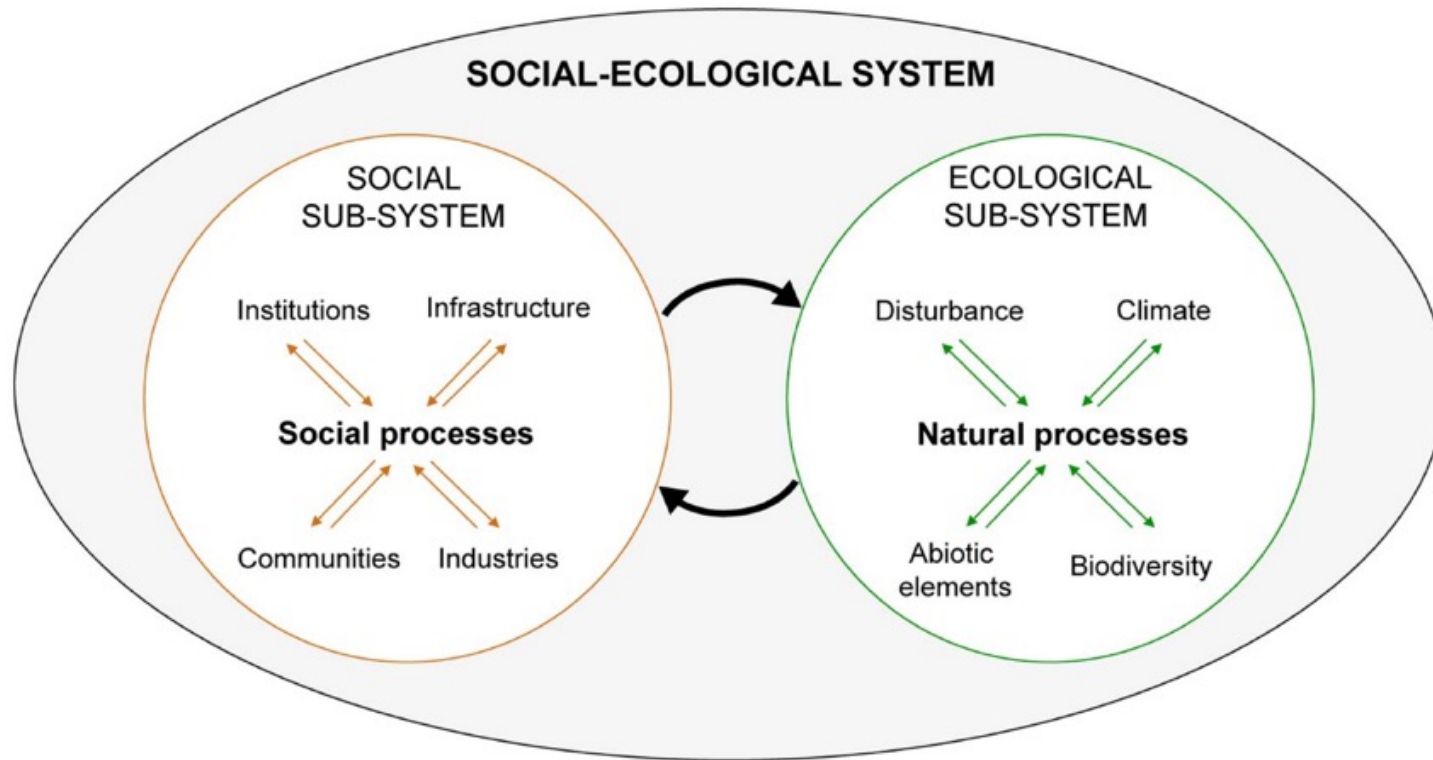 SOCIAL-ECOLOGICAL SYSTEM
SOCIAL
SUB-SYSTEM
Institutions
Infrastructure
Social processes
Communities
Industries
ECOLOGICAL
SUB-SYSTEM
Disturbance
Climate
Natural processes
Abiotic
elements
Biodiversity